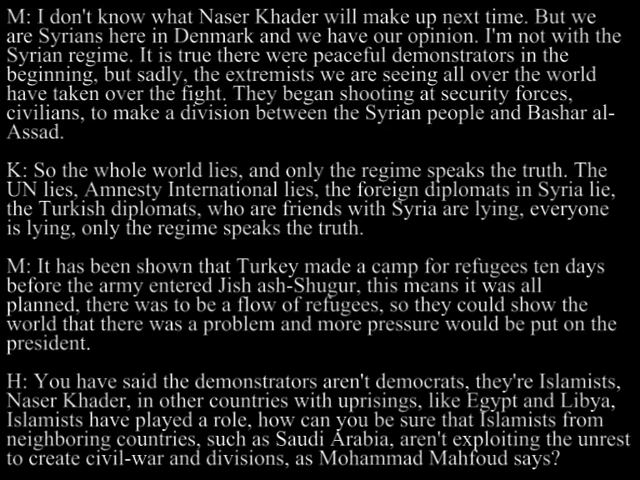 M: I don't know what Naser Khader will make up next time. But we
are Syrians here in Denmark and we have our opinion. I'm not with the
Syrian regime. It is true there were peaceful demonstrators in the
beginning, but sadly, the extremists we are seeing all over the world
have taken over the fight. They began shooting at security forces,
civilians, to make a division between the Syrian people and Bashar al-
Assad.
K: So the whole world lies, and only the regime speaks the truth. The
UN lies, Amnesty International lies, the foreign diplomats in Syria lie,
the Turkish diplomats, who are friends with Syria are lying, everyone
is lying, only the regime speaks the truth.
M: It has been shown that Turkey made a camp for refugees ten days
before the army entered Jish ash-Shugur, this means it was all
planned, there was to be a flow of refugees, so they could show the
world that there was a problem and more pressure would be put on the
president.
H: You have said the demonstrators aren't democrats, they're Islamists,
Naser Khader, in other countries with uprisings, like Egypt and Libya,
Islamists have played a role, how can you be sure that Islamists from
neighboring countries, such as Saudi Arabia, aren't exploiting the unrest
to create civil-war and divisions, as Mohammad Mahfoud says?